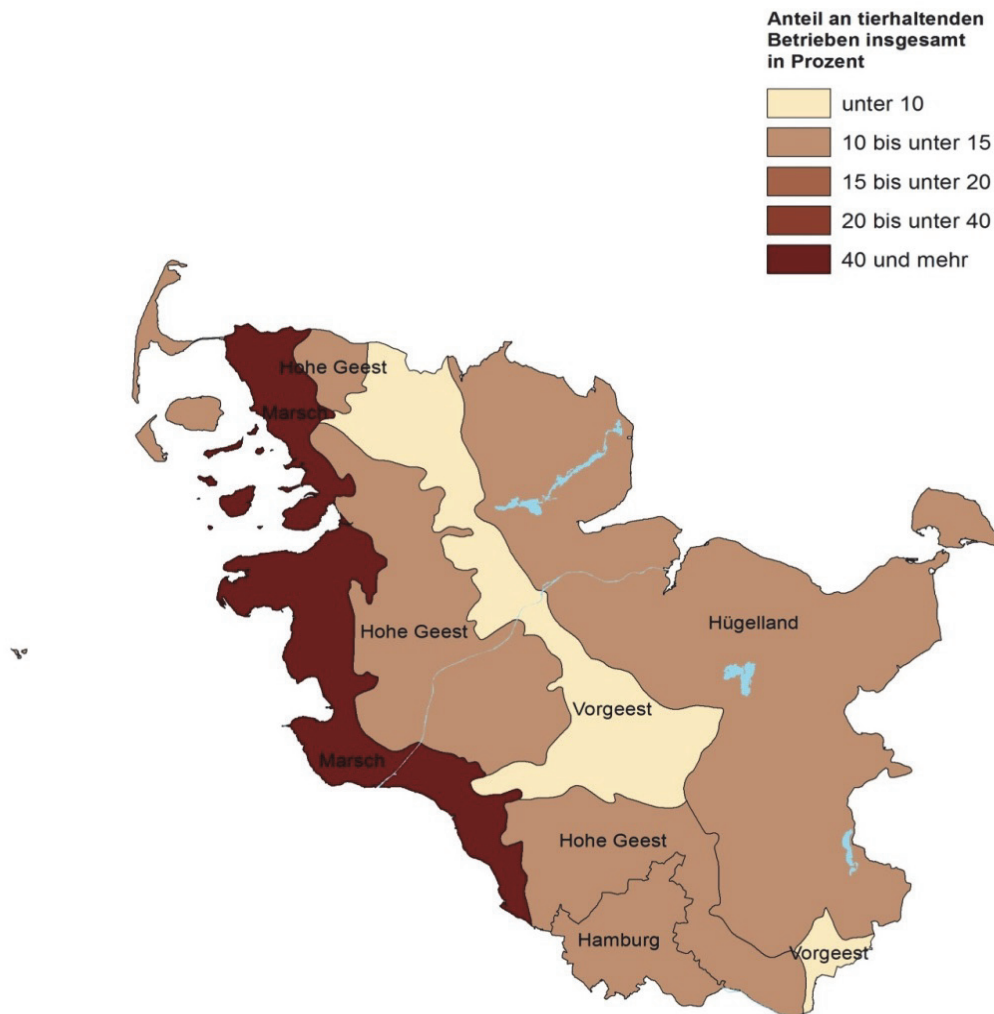 Anteil an tierhaltenden
Betrieben insgesamt
in Prozent
unter 10
10 bis unter 15
15 bis unter 20
20 bis unter 40
40 und mehr
Hohe Geest
Marsch
Hügelland
Hohe Geest
Vorgeest
Marsch
Hohe Geest
Hamburg
Vorgeest